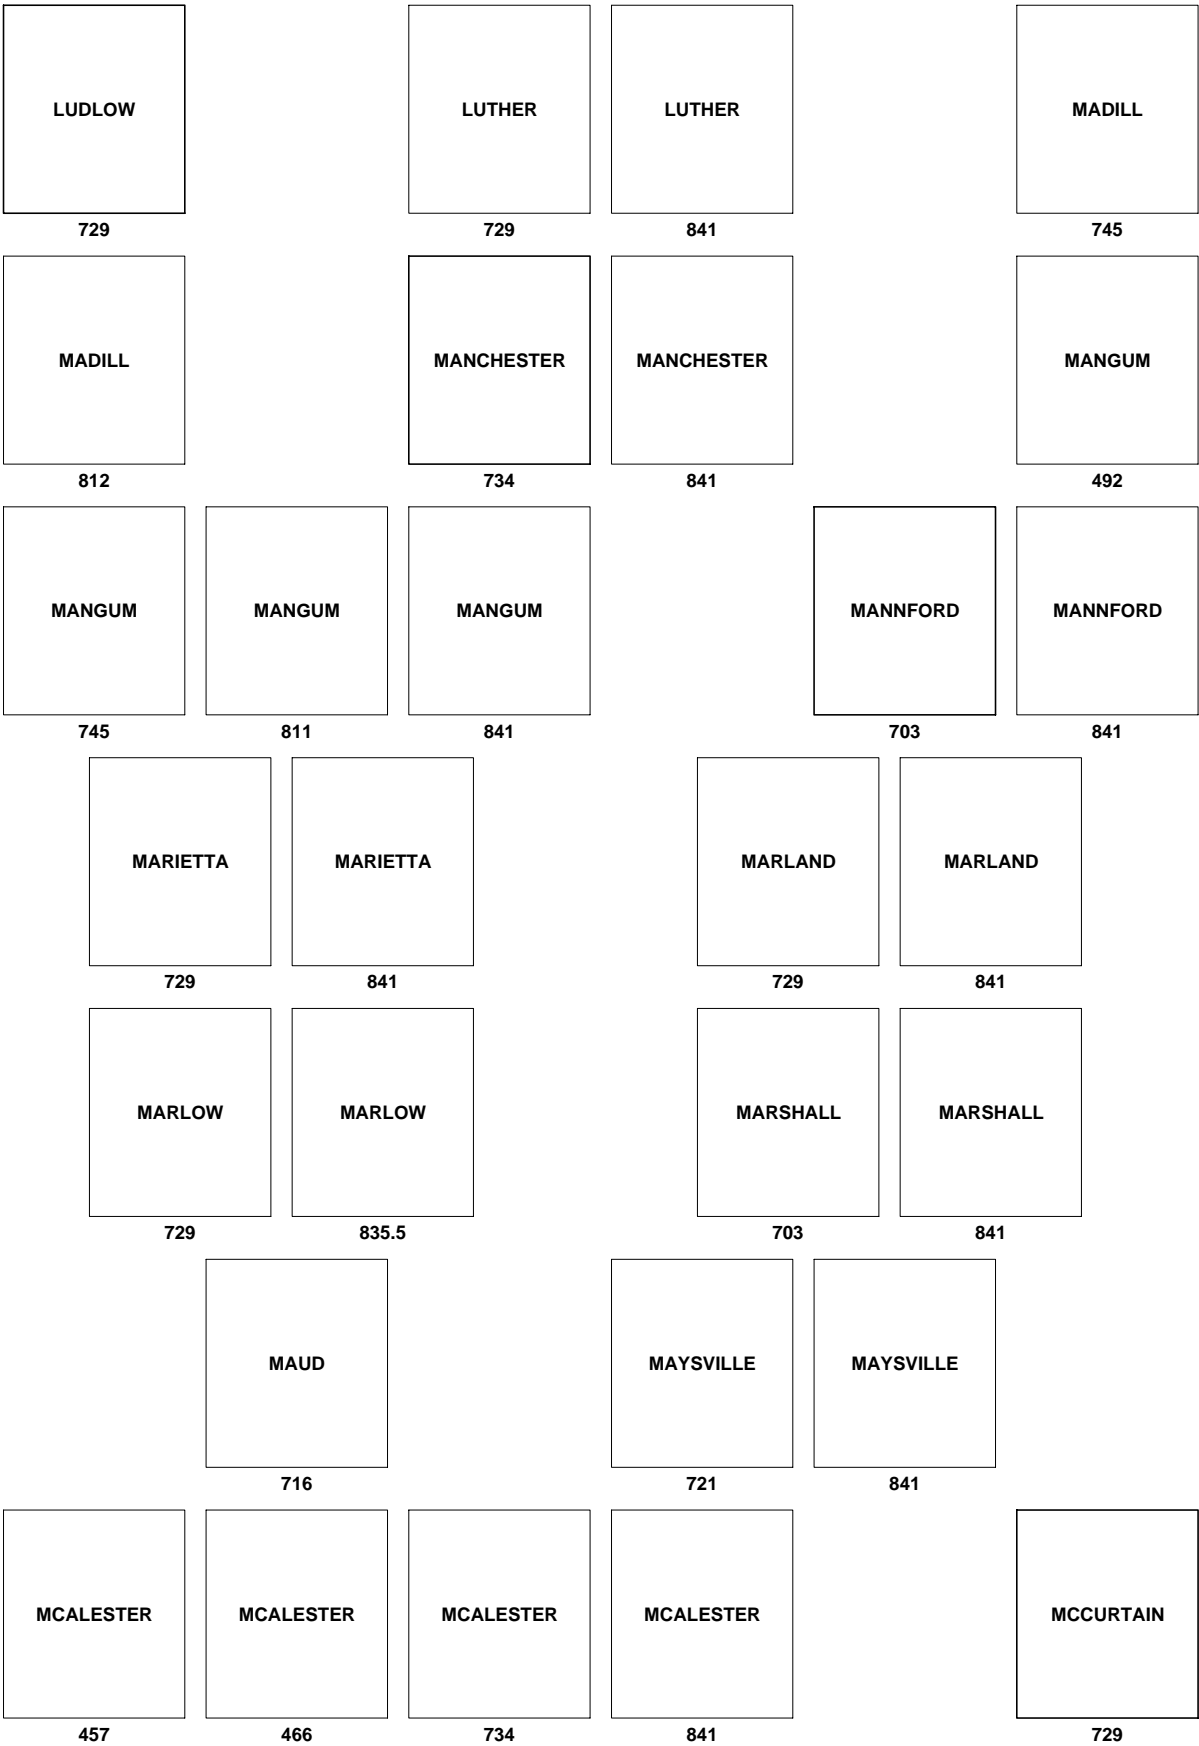 LUDLOW LUTHER LUTHER MADILL
729 729 841 745
MADILL MANCHESTER MANCHESTER MANGUM
812 734 841 492
MANGUM MANGUM MANGUM MANNFORD MANNFORD
745 811 841 703 841
MARIETTA MARIETTA MARLAND MARLAND
729 841 729 841
MARLOW MARLOW MARSHALL MARSHALL
729 835.5 703 841
MAUD MAYSVILLE MAYSVILLE
716 721 841
MCALESTER MCALESTER MCALESTER MCALESTER MCCURTAIN
457 466 734 841 729